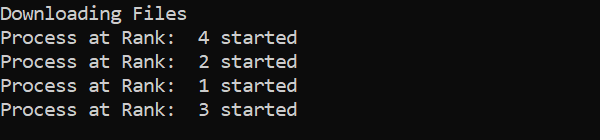 Downloading Files
Process at Rank:  4 started
Process at Rank:  2 started
Process at Rank:  1 started
Process at Rank:  3 started